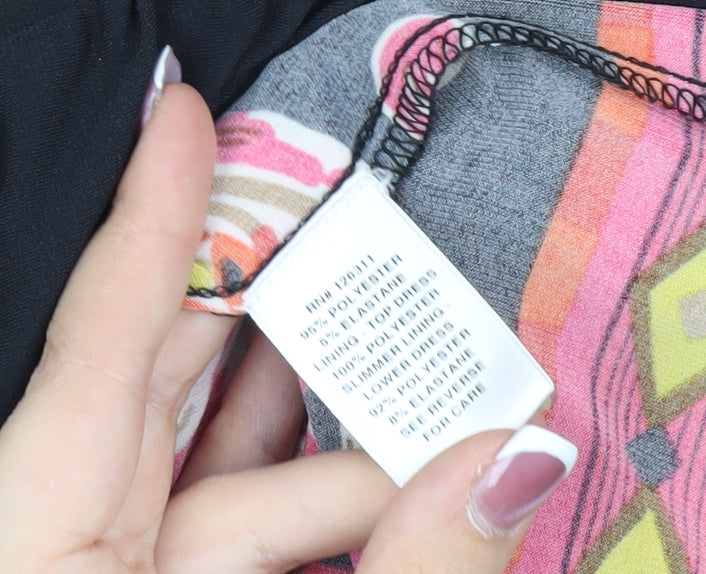 RN# 126311
95% POLYESTER
5% ELASTANE
LINING - TOP DRESS
100% POLYESTER
SLIMMER LINING -
LOWER DRESS
92% POLYESTER
8% ELASTANE
SEE REVERSE
FOR CARE